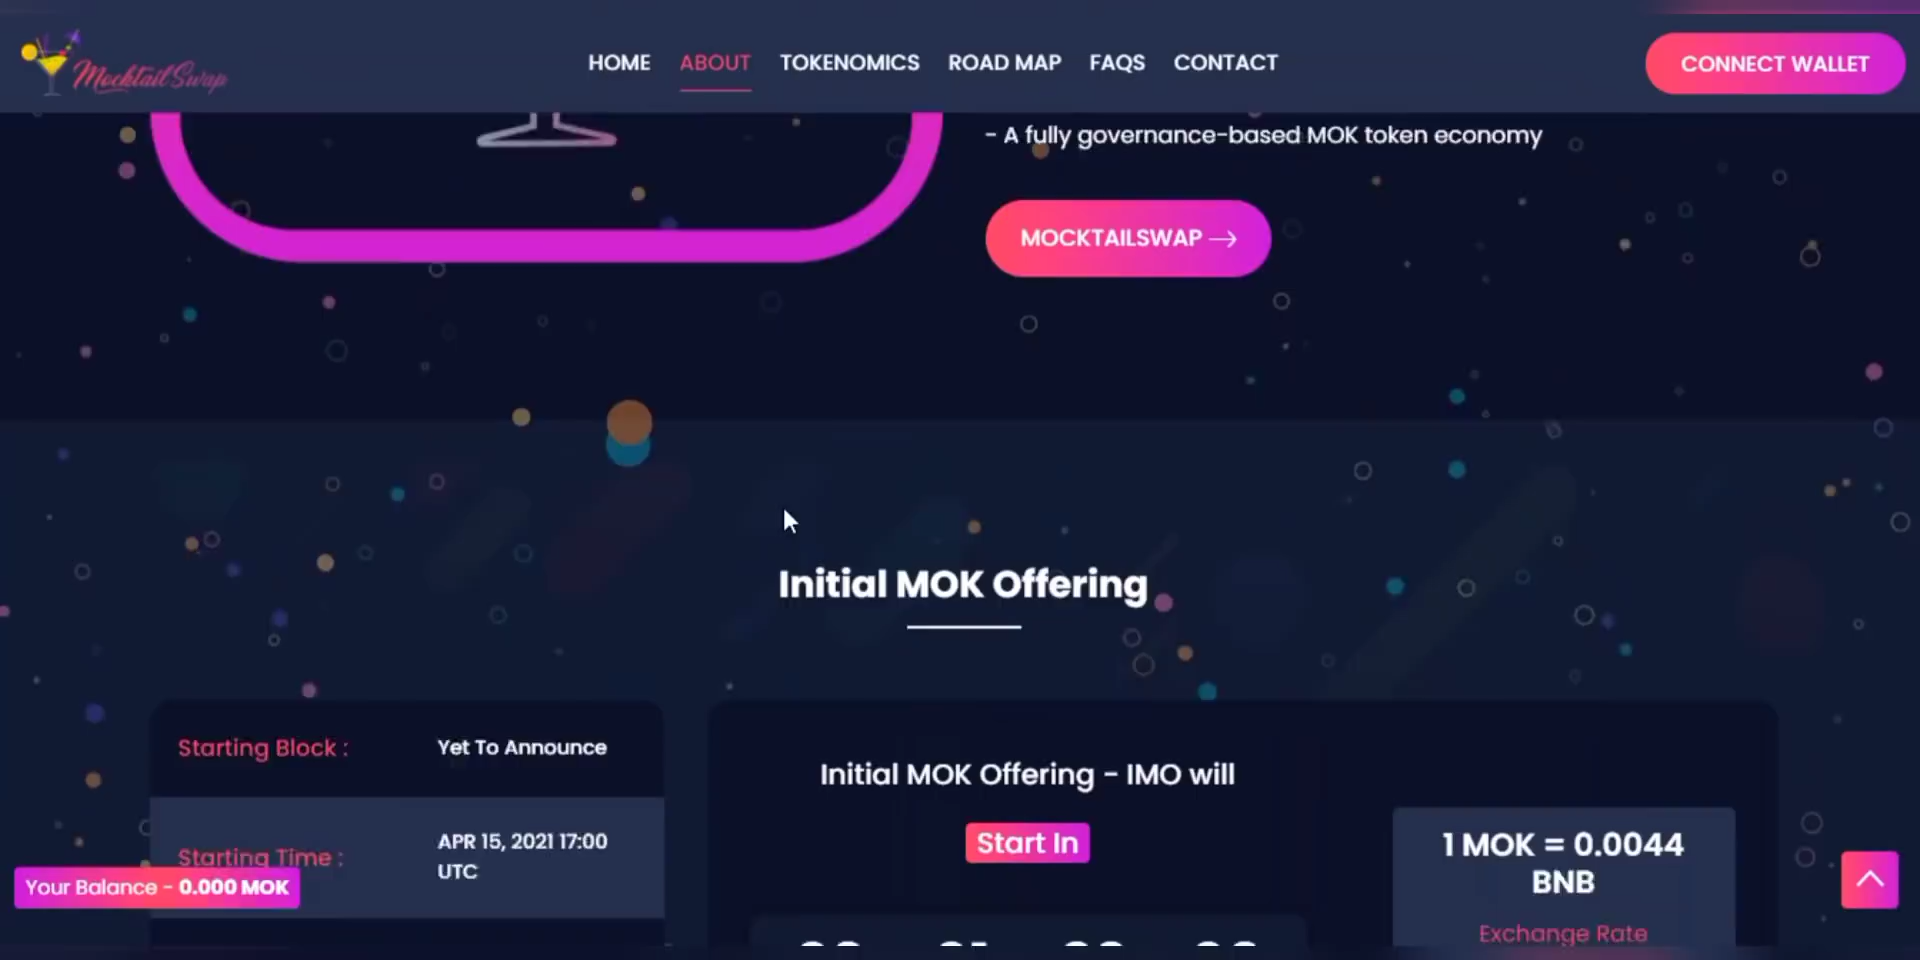 MocktailSwap
HOME ABOUT TOKENOMICS ROAD MAP FAQS CONTACT
CONNECT WALLET
- A fully governance-based MOK token economy
MOCKTAILSWAP →
Initial MOK Offering
Starting Block : Yet To Announce
Starting Time : APR 15, 2021 17:00
UTC
Your Balance - 0.000 MOK
Initial MOK Offering - IMO will
Start In
1 MOK = 0.0044
BNB
Exchange Rate